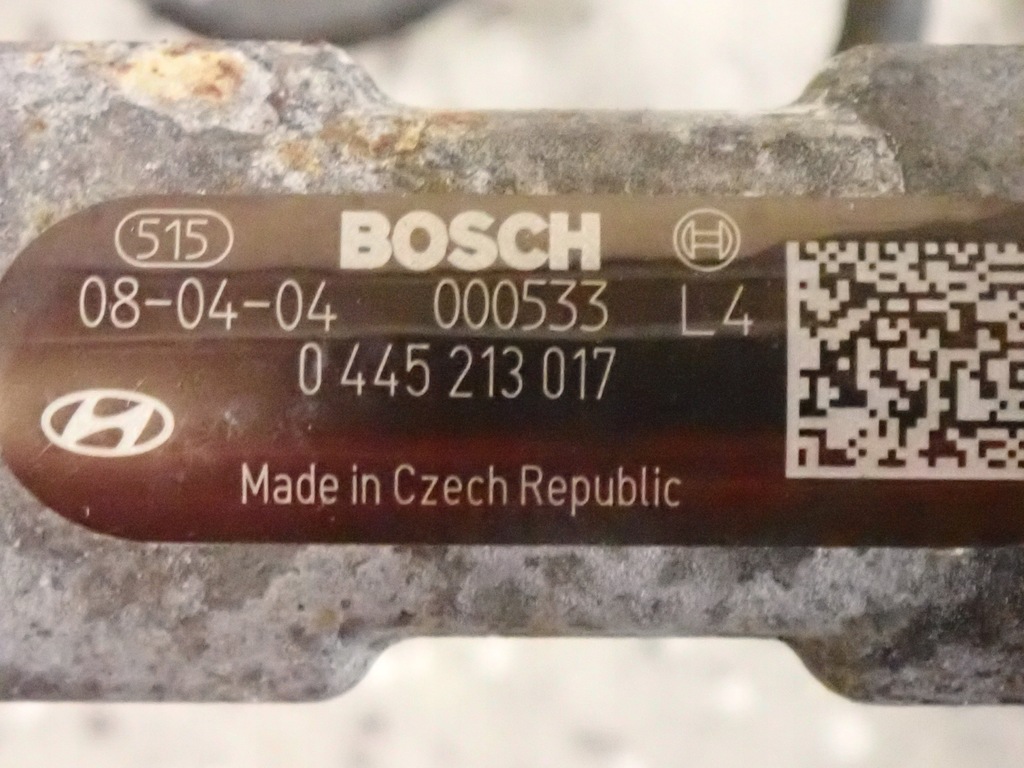 515 BOSCH
08-04-04 000533 L4
0 445 213 017
Made in Czech Republic